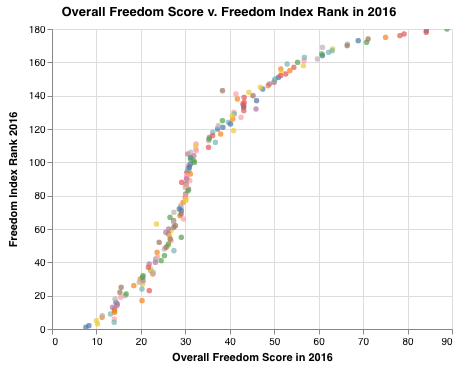 Overall Freedom Score v. Freedom Index Rank in 2016
180
160
140
120
100
80
60
40
20
0
Freedom Index Rank 2016
0 10 20 30 40 50 60 70 80 90
Overall Freedom Score in 2016